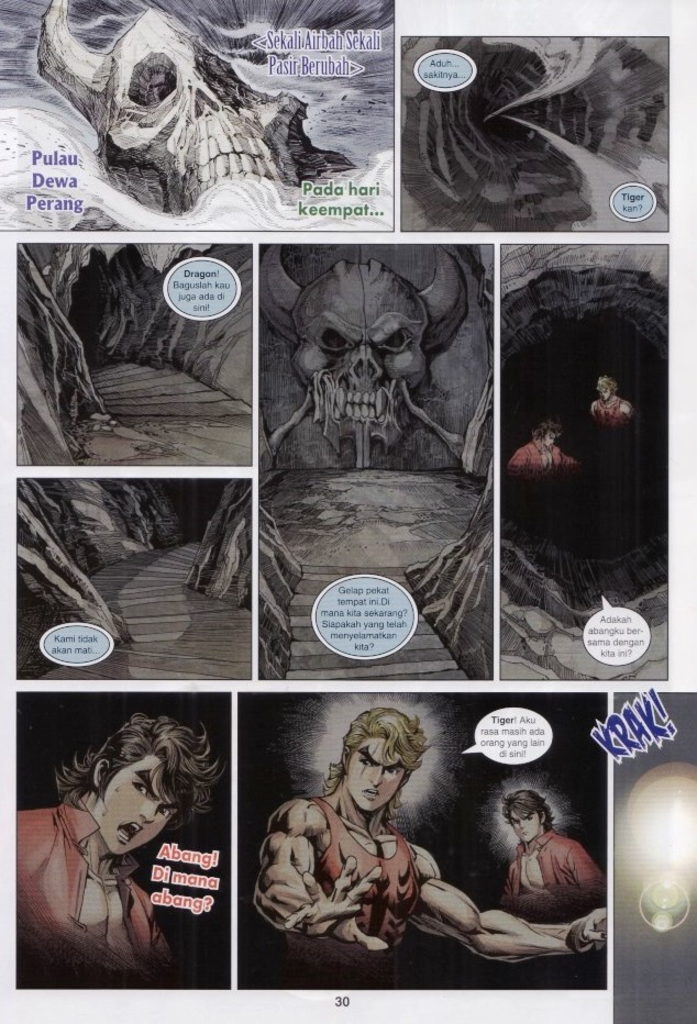 <Sekali Airbah Sekali
Pasir Berubah>
Pulau
Dewa
Perang
Pada hari
keempat...
Aduh...
sakitnya...
Tiger
kan?
Dragon!
Baguslah kau
juga ada di
sini!
Kami tidak
akan mati...
Gelap pekat
tempat ini.Di
mana kita sekarang?
Siapakah yang telah
menyelamatkan
kita?
Adakah
abangku ber-
sama dengan
kita ini?
Abang!
Di mana
abang?
Tiger! Aku
rasa masih ada
orang yang lain
di sini!
KRAK!
30